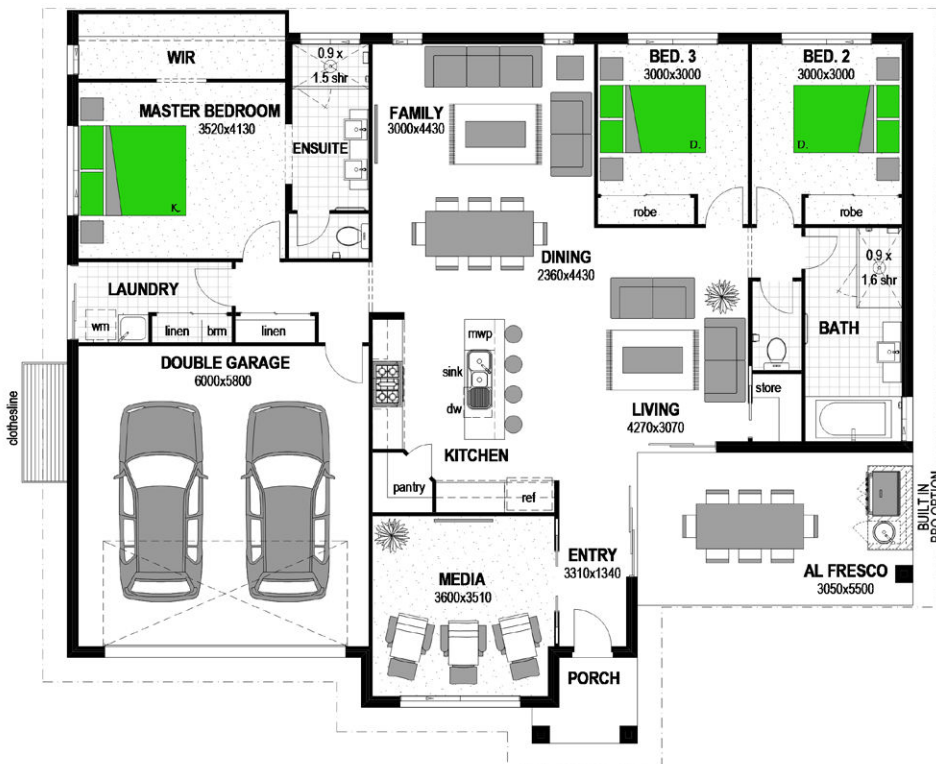 WIR
0.9 x
1.5 shr
MASTER BEDROOM
3520x4130
ENSUITE
K.
FAMILY
3000x4430
BED. 3
3000x3000
D.
robe
BED. 2
3000x3000
D.
robe
DINING
2360x4430
0.9 x
1.6 shr
BATH
LAUNDRY
wm
linen
brm
linen
DOUBLE GARAGE
6000x5800
clothesline
mwp
sink
dw
KITCHEN
pantry
ref
LIVING
4270x3070
store
MEDIA
3600x3510
ENTRY
3310x1340
PORCH
AL FRESCO
3050x5500
BUILT IN
BBQ OPTION